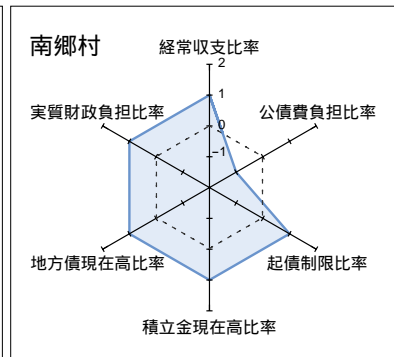 南郷村
経常収支比率
2
実質財政負担比率
1
公債費負担比率
0
−1
地方債現在高比率
起債制限比率
積立金現在高比率